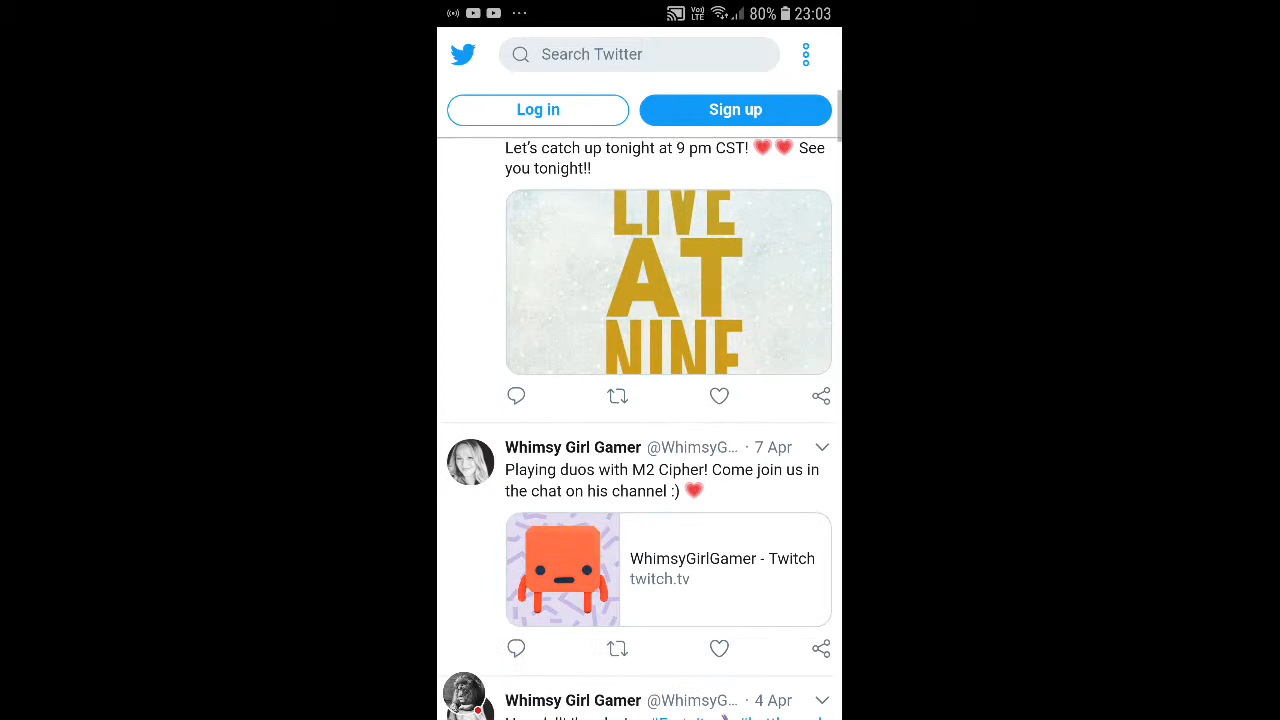 Voy) LTE 80% 23:03
Search Twitter
Log in
Sign up
Let's catch up tonight at 9 pm CST! ❤️❤️ See
you tonight!!
LIVE
AT
NINE
Whimsy Girl Gamer @WhimsyG... · 7 Apr
Playing duos with M2 Cipher! Come join us in
the chat on his channel :) ❤️
WhimsyGirlGamer - Twitch
twitch.tv
Whimsy Girl Gamer @WhimsyG... · 4 Apr